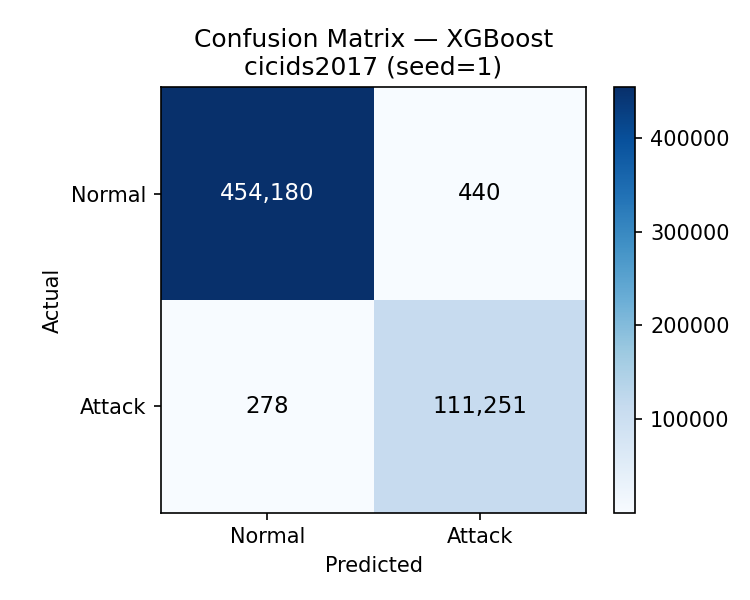 Confusion Matrix — XGBoost
cicids2017 (seed=1)
454,180
440
278
111,251
Normal
Attack
Actual
Normal
Attack
Predicted
400000
300000
200000
100000